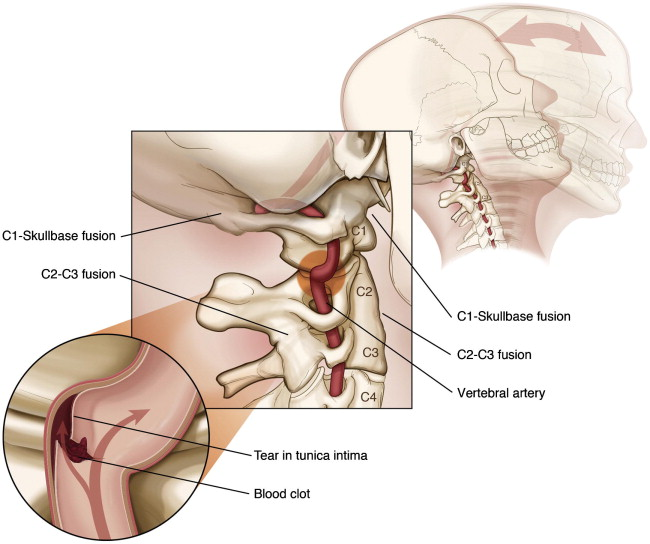 C1-Skullbase fusion
C2-C3 fusion
C1
C2
C3
C4
C1-Skullbase fusion
C2-C3 fusion
Vertebral artery
Tear in tunica intima
Blood clot